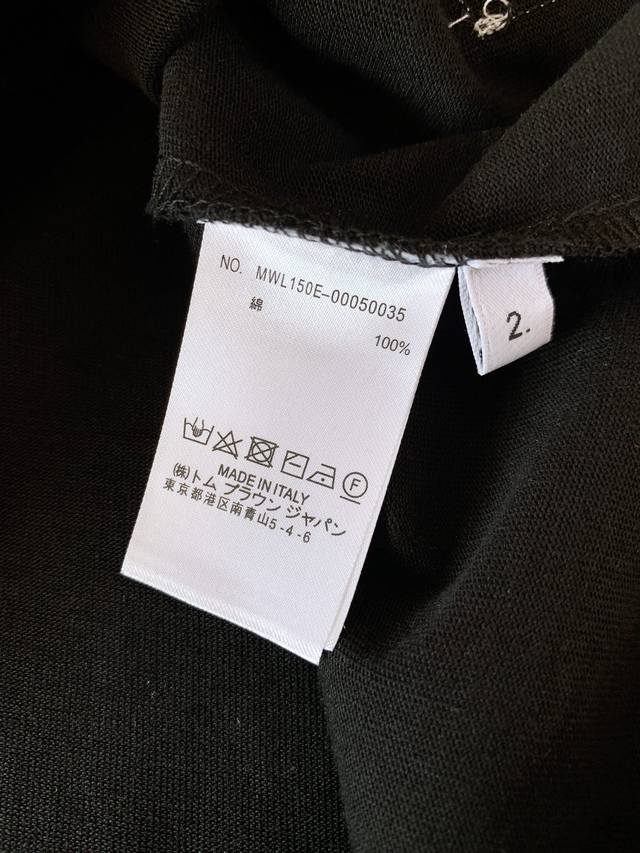 NO. MWL150E-00050035
綿
100%
F
MADE IN ITALY
(株)トム ブラウン ジャパン
東京都港区南青山5-4-6
2.